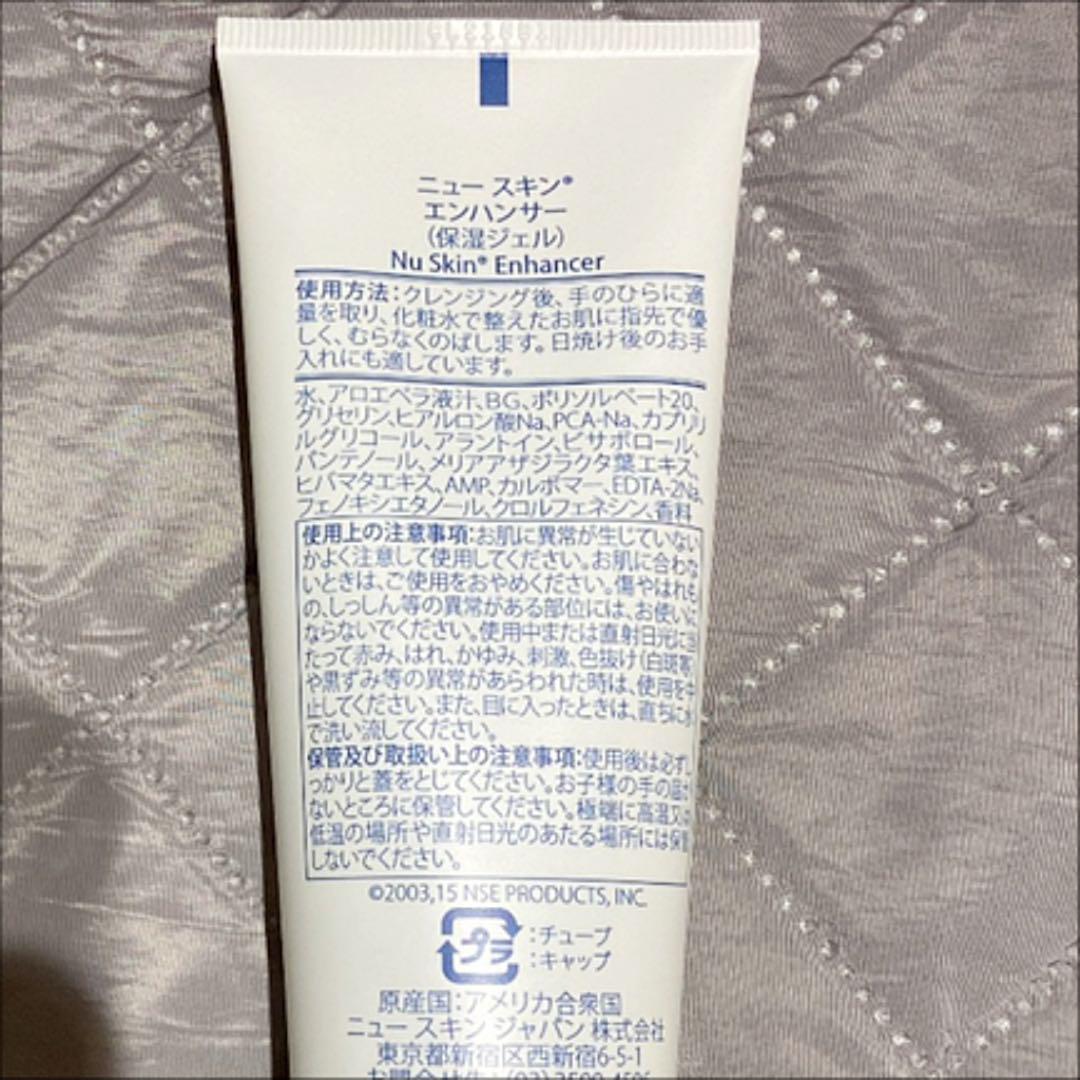 ニュー スキン®
エンハンサー
(保湿ジェル)
Nu Skin® Enhancer
使用方法:クレンジング後、手のひらに適
量を取り、化粧水で整えたお肌に指先で優
しく、むらなくのばします。日焼け後のお手
入れにも適しています。
水、アロエベラ液汁、BG、ポリソルベート20、
グリセリン、ヒアルロン酸Na、PCA-Na、カプリリ
ルグリコール、アラントイン、ビサボロール、
パンテノール、メリアアザジラクタ葉エキス、
ヒバマタエキス、AMP、カルボマー、EDTA-2Na、
フェノキシエタノール、クロルフェネシン、香料
使用上の注意事項:お肌に異常が生じていない
かよく注意して使用してください。お肌に合わな
いときは、ご使用をおやめください。傷やはれも
の、しっしん等の異常がある部位には、お使いに
ならないでください。使用中または直射日光に当
たって赤み、はれ、かゆみ、刺激、色抜け(白斑等)
や黒ずみ等の異常があらわれた時は、使用を中
止してください。また、目に入ったときは、直ちに水
で洗い流してください。
保管及び取扱い上の注意事項:使用後は必ずし
っかりと蓋をとじてください。お子様の手の届か
ないところに保管してください。極端に高温又は
低温の場所や直射日光のあたる場所には保管
しないでください。
©2003,15 NSE PRODUCTS, INC.
プラ
:チューブ
:キャップ
原産国:アメリカ合衆国
ニュー スキン ジャパン 株式会社
東京都新宿区西新宿6-5-1